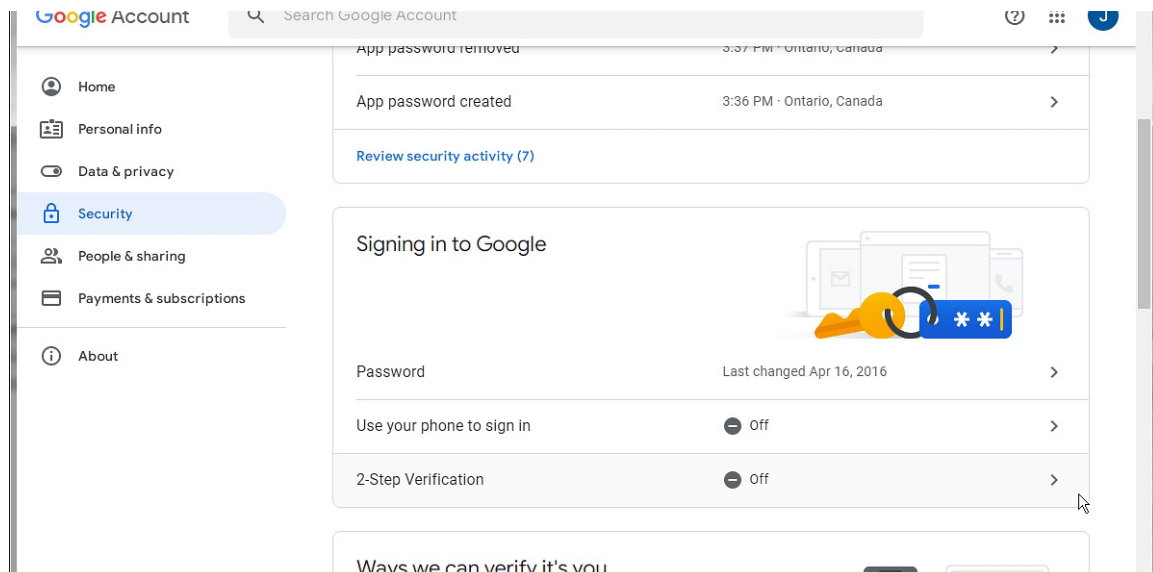 Google Account
Search Google Account
J
Home
Personal info
Data & privacy
Security
People & sharing
Payments & subscriptions
About
App password removed 3:37 PM · Ontario, Canada
App password created 3:36 PM · Ontario, Canada
Review security activity (7)
Signing in to Google
**
Password Last changed Apr 16, 2016
Use your phone to sign in Off
2-Step Verification Off
Ways we can verify it's you